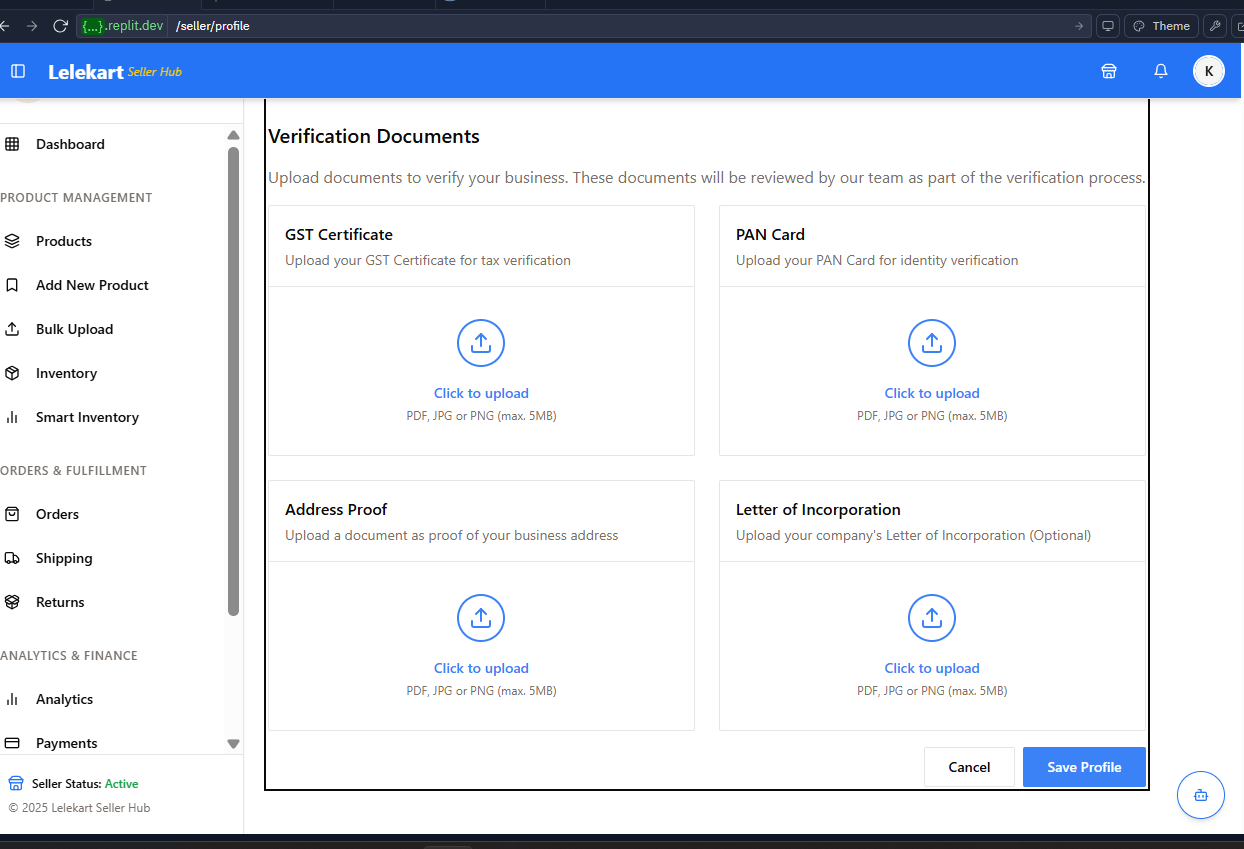 {...}.replit.dev /seller/profile
Theme
Lelekart Seller Hub
K
Dashboard
PRODUCT MANAGEMENT
Products
Add New Product
Bulk Upload
Inventory
Smart Inventory
ORDERS & FULFILLMENT
Orders
Shipping
Returns
ANALYTICS & FINANCE
Analytics
Payments
Seller Status: Active
© 2025 Lelekart Seller Hub
Verification Documents
Upload documents to verify your business. These documents will be reviewed by our team as part of the verification process.
GST Certificate
Upload your GST Certificate for tax verification
Click to upload
PDF, JPG or PNG (max. 5MB)
PAN Card
Upload your PAN Card for identity verification
Click to upload
PDF, JPG or PNG (max. 5MB)
Address Proof
Upload a document as proof of your business address
Click to upload
PDF, JPG or PNG (max. 5MB)
Letter of Incorporation
Upload your company's Letter of Incorporation (Optional)
Click to upload
PDF, JPG or PNG (max. 5MB)
Cancel
Save Profile